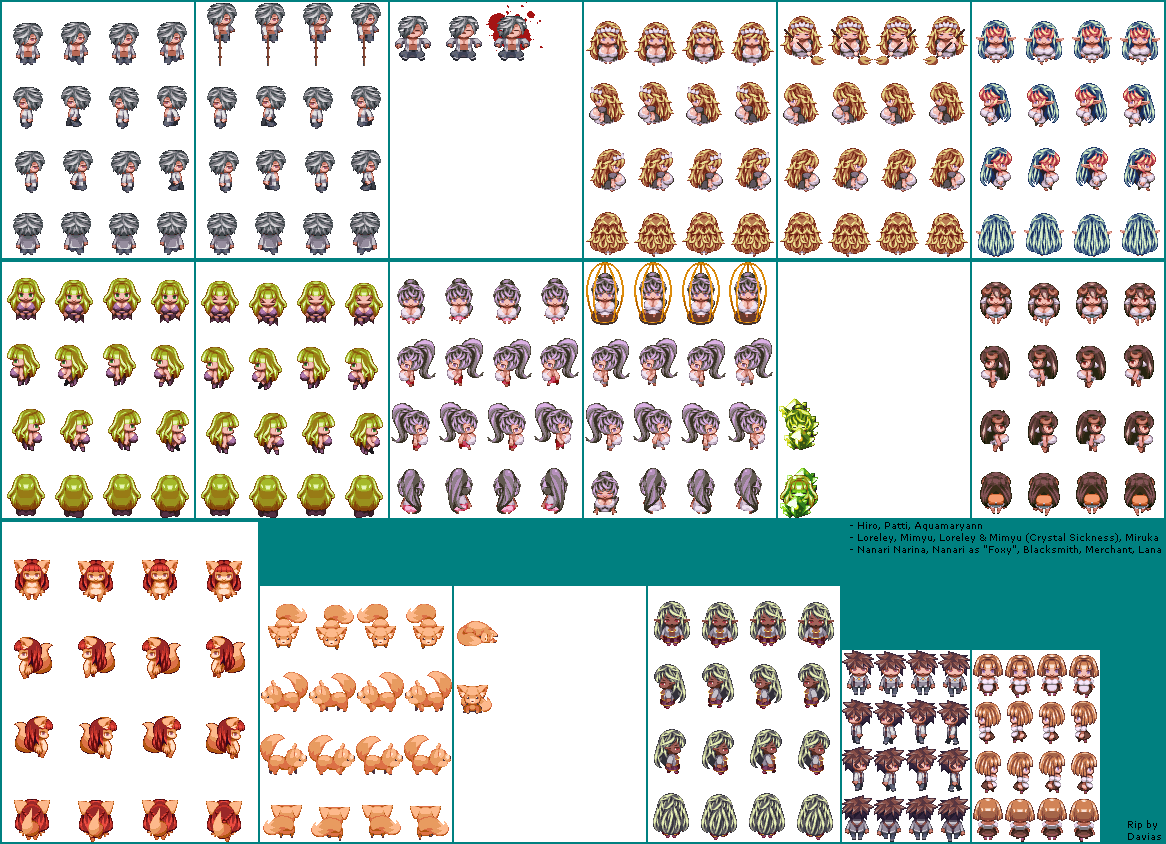 - Hiro, Patti, Aquamaryann
- Loreley, Mimyu, Loreley & Mimyu (Crystal Sickness), Miruka
- Nanari Narina, Nanari as "Foxy", Blacksmith, Merchant, Lana
Rip by
Davias